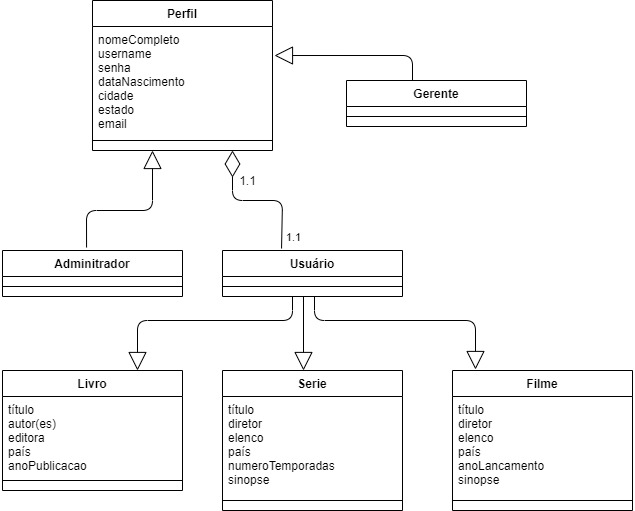 Perfil
nomeCompleto
username
senha
dataNascimento
cidade
estado
email
Gerente
1.1
1.1
Adminitrador
Usuário
Livro
título
autor(es)
editora
país
anoPublicacao
Serie
título
diretor
elenco
país
numeroTemporadas
sinopse
Filme
título
diretor
elenco
país
anoLancamento
sinopse